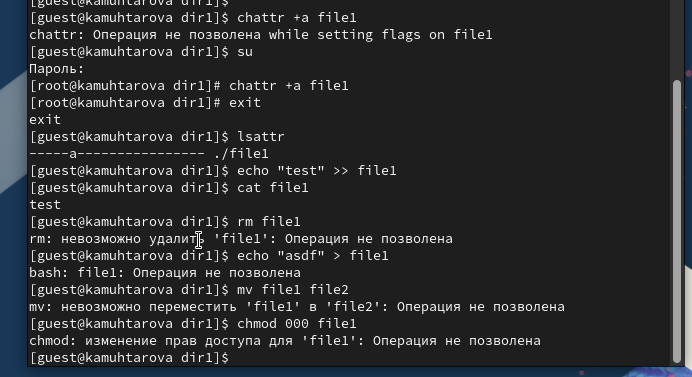 [guest@kamuhtarova dir1]$
[guest@kamuhtarova dir1]$ chattr +a file1
chattr: Операция не позволена while setting flags on file1
[guest@kamuhtarova dir1]$ su
Пароль:
[root@kamuhtarova dir1]# chattr +a file1
[root@kamuhtarova dir1]# exit
exit
[guest@kamuhtarova dir1]$ lsattr
-----a---------------- ./file1
[guest@kamuhtarova dir1]$ echo "test" >> file1
[guest@kamuhtarova dir1]$ cat file1
test
[guest@kamuhtarova dir1]$ rm file1
rm: невозможно удалить 'file1': Операция не позволена
[guest@kamuhtarova dir1]$ echo "asdf" > file1
bash: file1: Операция не позволена
[guest@kamuhtarova dir1]$ mv file1 file2
mv: невозможно переместить 'file1' в 'file2': Операция не позволена
[guest@kamuhtarova dir1]$ chmod 000 file1
chmod: изменение прав доступа для 'file1': Операция не позволена
[guest@kamuhtarova dir1]$